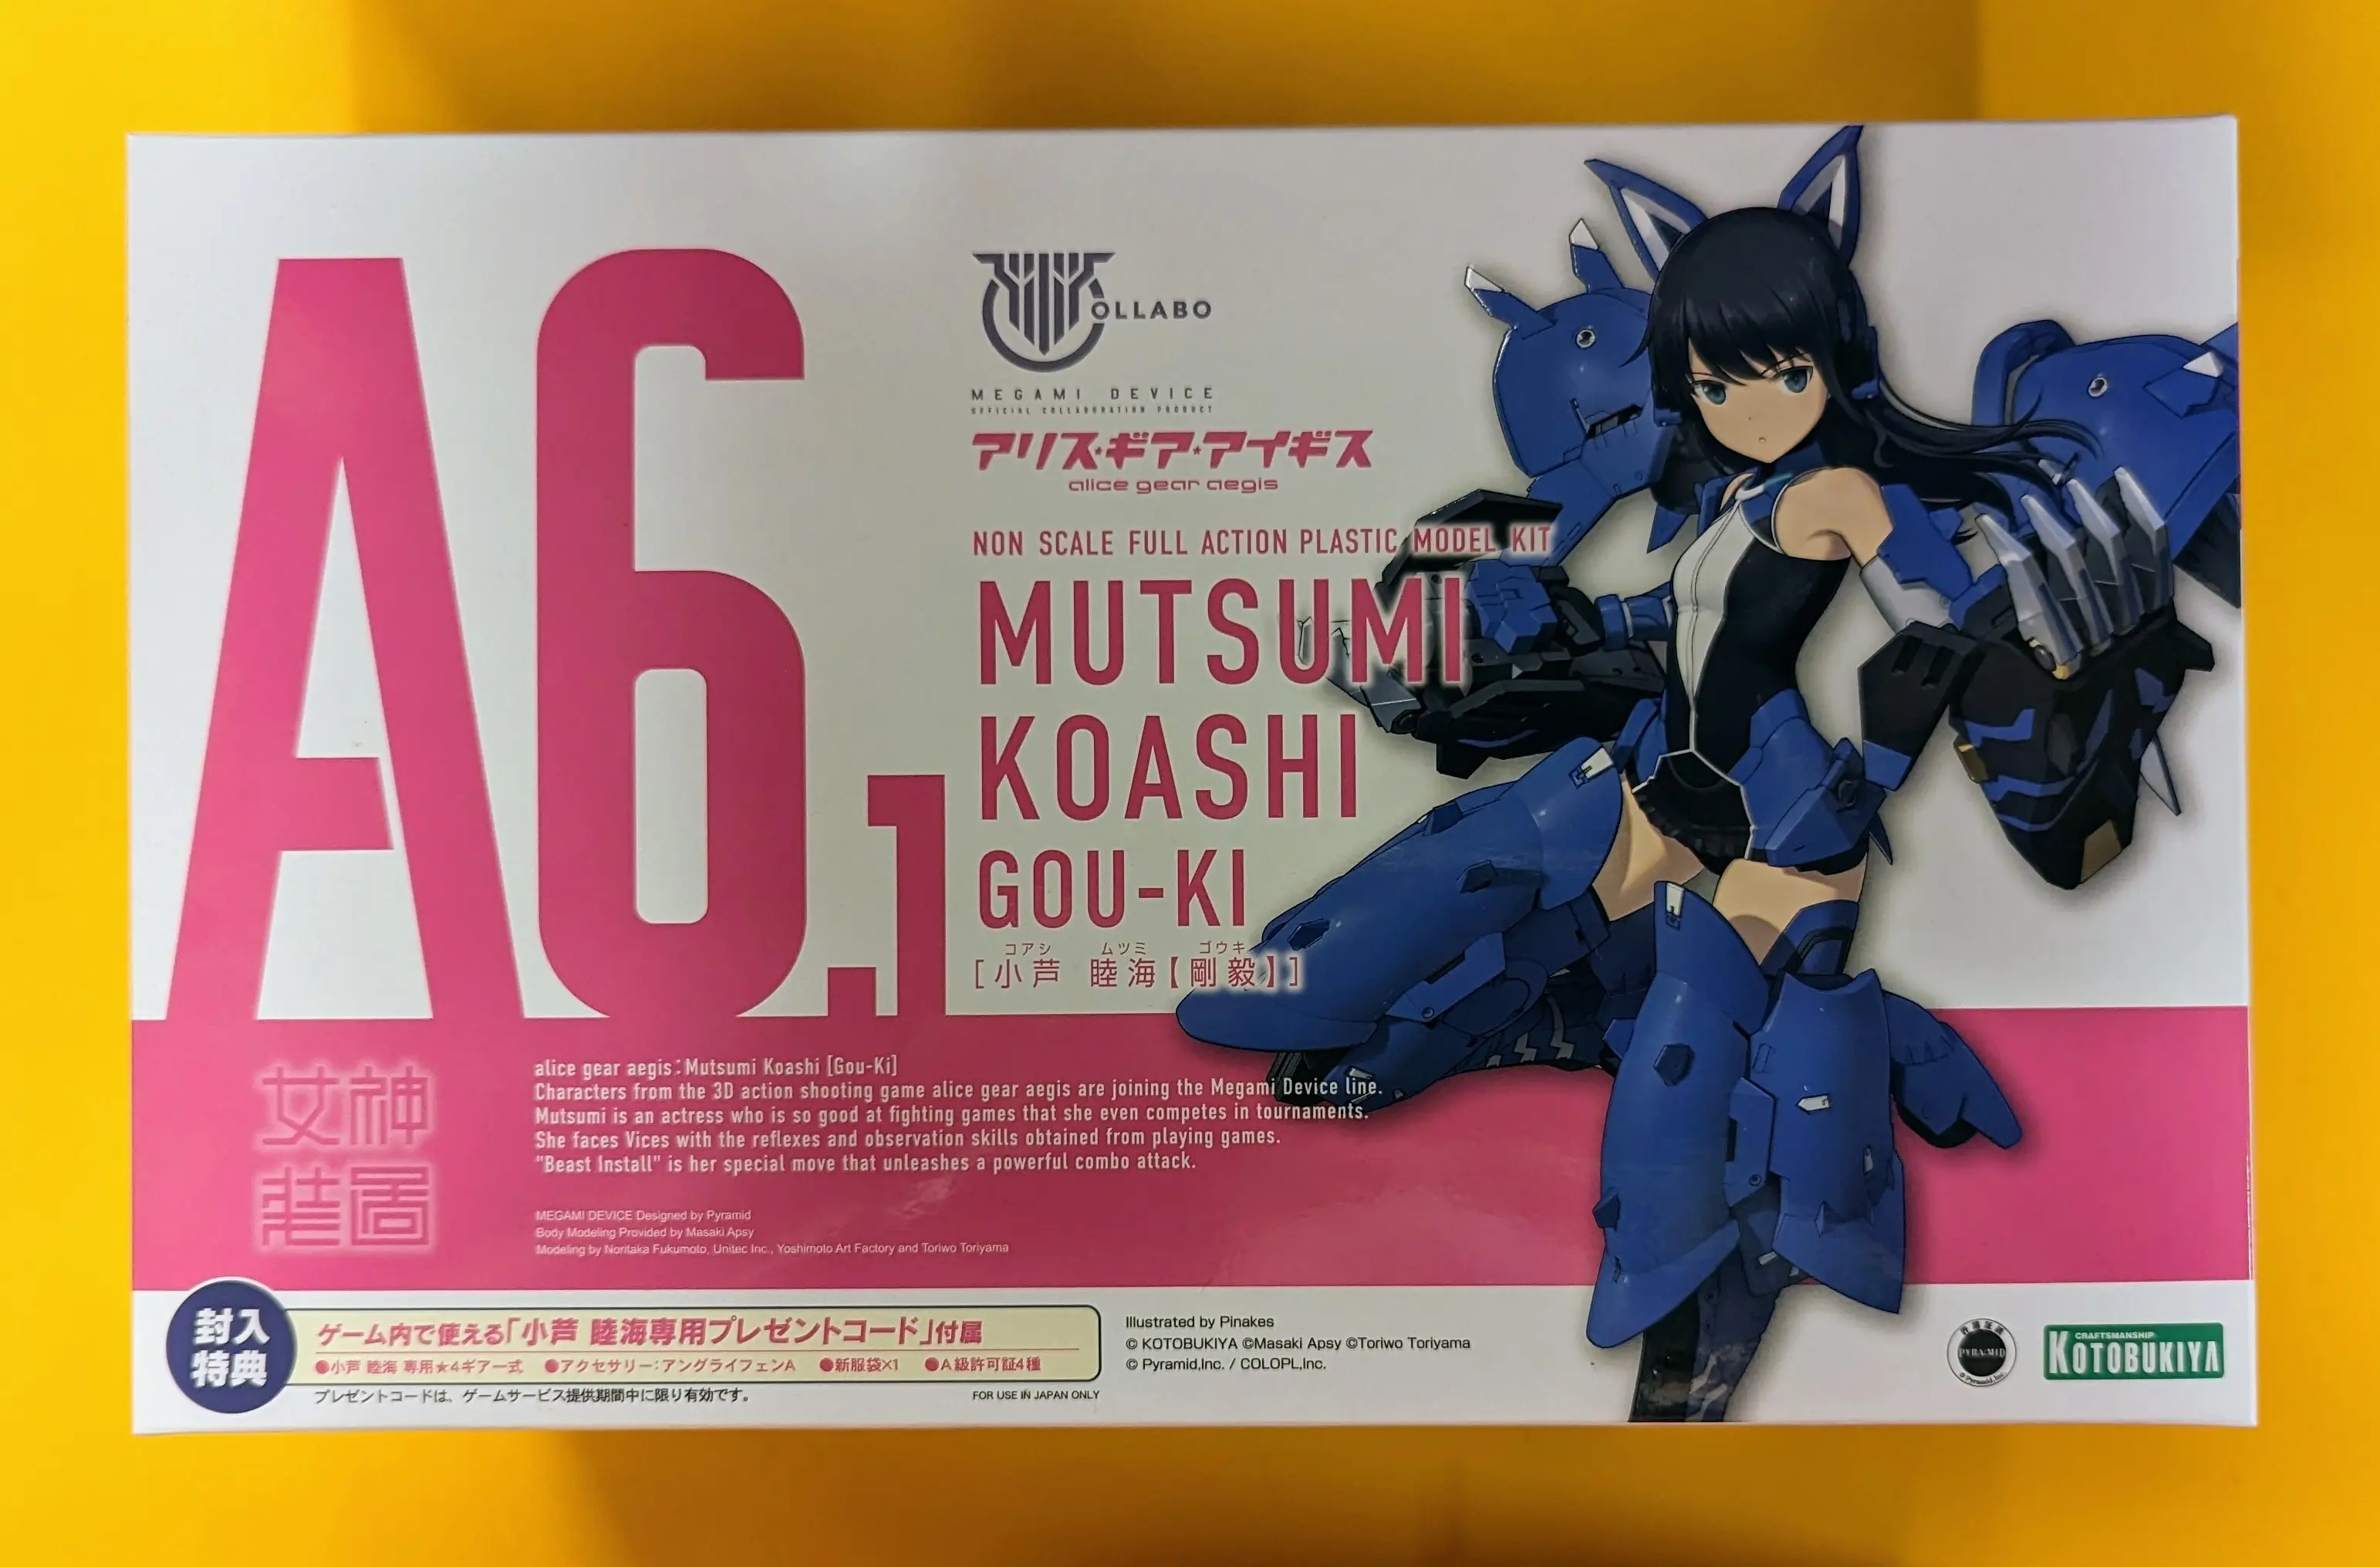 A6.1
OLLABO
MEGAMI DEVICE
OFFICIAL COLLABORATION PRODUCT
アリス・ギア・アイギス
alice gear aegis
NON SCALE FULL ACTION PLASTIC MODEL KIT
MUTSUMI
KOASHI
GOU-KI
コアシ ムツミ ゴウキ
[小芦 睦海【剛毅】]
女神
装置
alice gear aegis:Mutsumi Koashi [Gou-Ki]
Characters from the 3D action shooting game alice gear aegis are joining the Megami Device line.
Mutsumi is an actress who is so good at fighting games that she even competes in tournaments.
She faces Vices with the reflexes and observation skills obtained from playing games.
"Beast Install" is her special move that unleashes a powerful combo attack.
MEGAMI DEVICE Designed by Pyramid
Body Modeling Provided by Masaki Apsy
Modeling by Noritaka Fukumoto, Unitec Inc., Yoshimoto Art Factory and Toriwo Toriyama
封入
特典
ゲーム内で使える「小芦 睦海専用プレゼントコード」付属
●小芦 睦海 専用★4ギア一式 ●アクセサリー:アングライフェンA ●新服袋×1 ●A級許可証4種
プレゼントコードは、ゲームサービス提供期間中に限り有効です。
FOR USE IN JAPAN ONLY
Illustrated by Pinakes
© KOTOBUKIYA ©Masaki Apsy ©Toriwo Toriyama
© Pyramid,Inc. / COLOPL,Inc.
PYRAMID
© Pyramid, Inc.
CRAFTSMANSHIP
KOTOBUKIYA